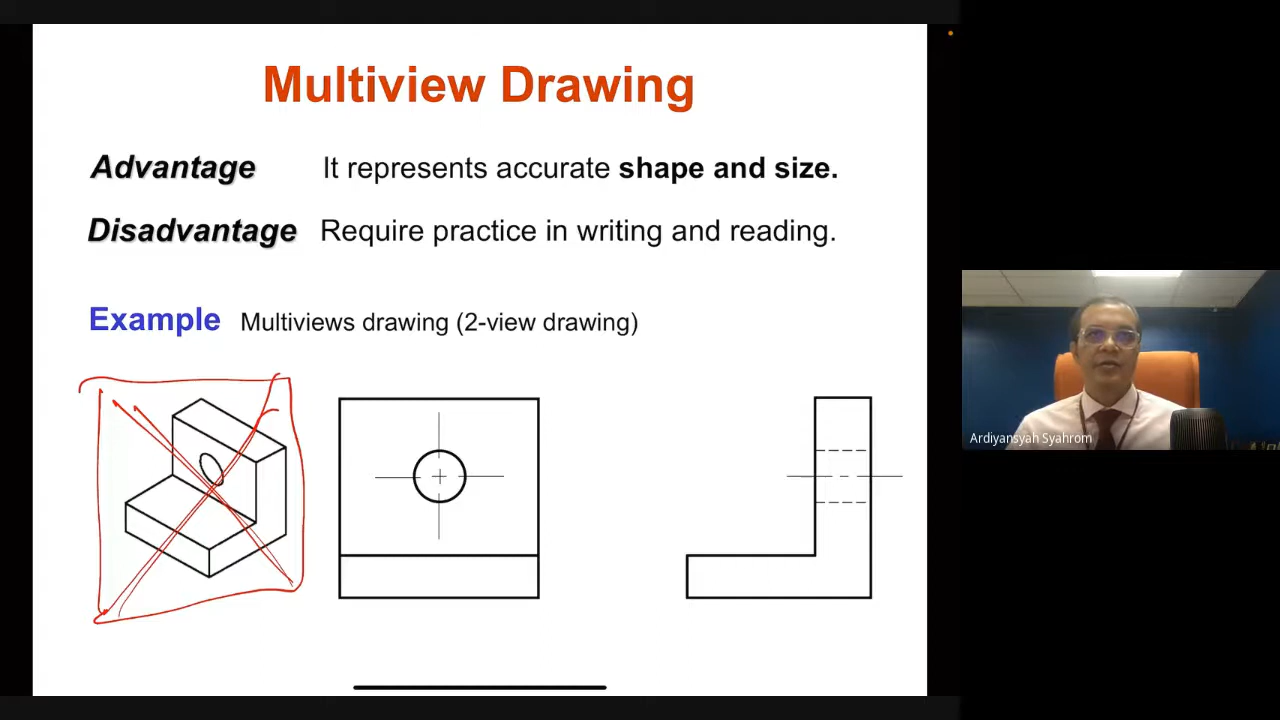 Multiview Drawing
Advantage It represents accurate shape and size.
Disadvantage Require practice in writing and reading.
Example Multiviews drawing (2-view drawing)
Ardiyansyah Syahrom